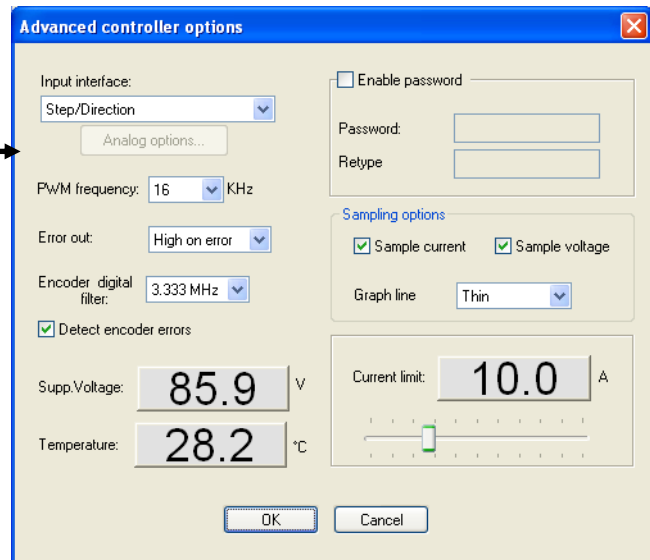 Advanced controller options
Input interface:
Step/Direction
Analog options...
PWM frequency: 16 KHz
Error out: High on error
Encoder digital
filter: 3.333 MHz
Detect encoder errors
Supp.Voltage: 85.9 V
Temperature: 28.2 °C
Enable password
Password:
Retype
Sampling options
Sample current Sample voltage
Graph line Thin
Current limit: 10.0 A
OK Cancel